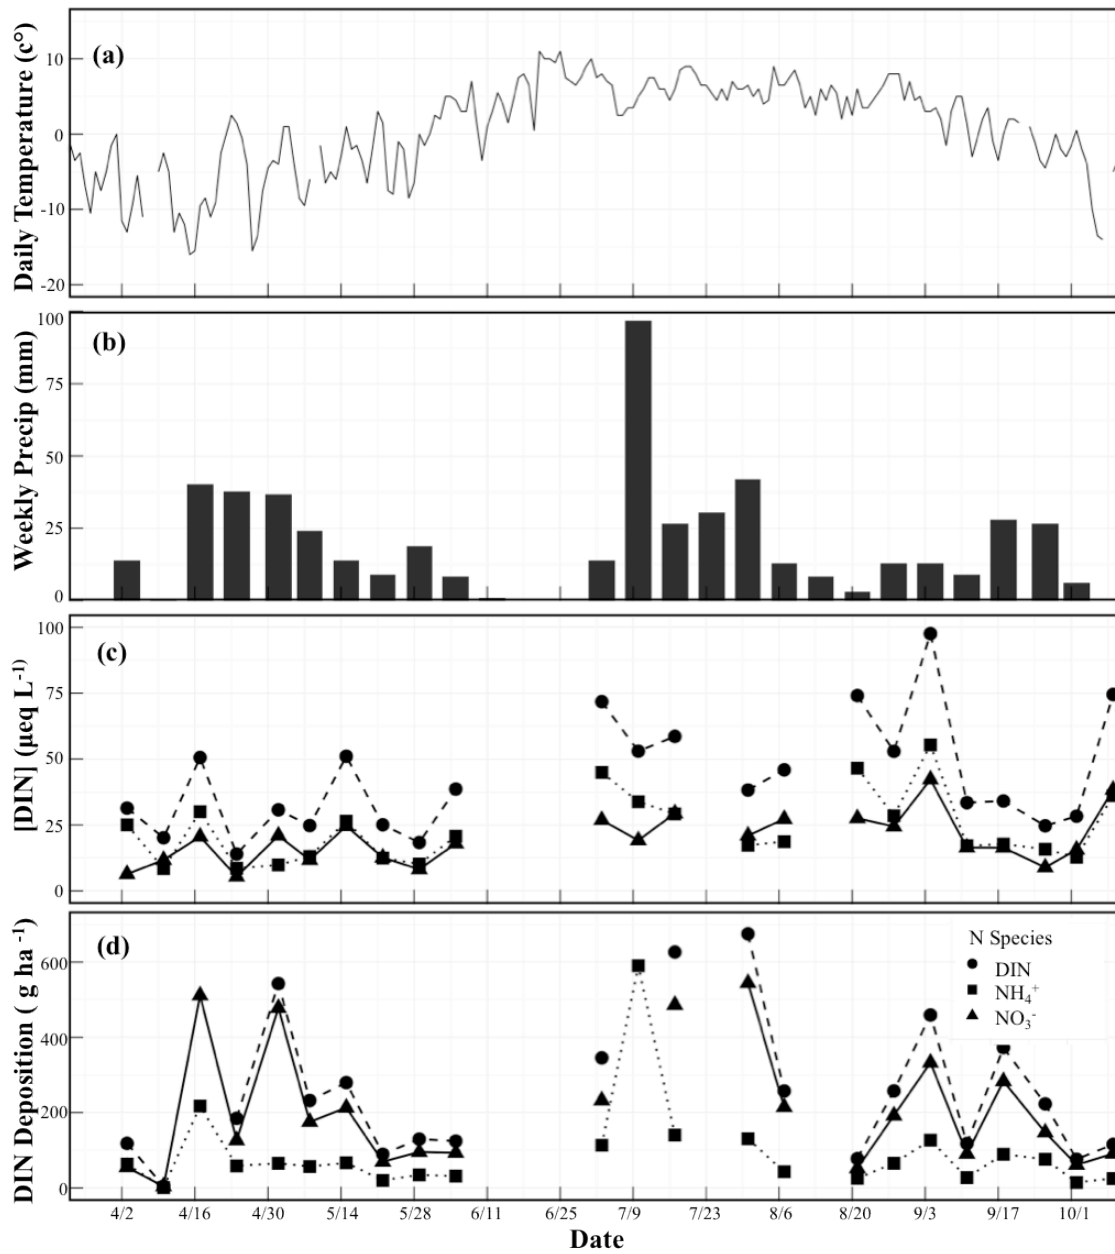 (a)
Daily Temperature (c°)
10
0
-10
-20
(b)
Weekly Precip (mm)
100
75
50
25
0
(c)
[DIN] (μeq L⁻¹)
100
75
50
25
0
(d)
DIN Deposition ( g ha ⁻¹)
600
400
200
0
N Species
DIN
NH₄⁺
NO₃⁻
4/2 4/16 4/30 5/14 5/28 6/11 6/25 7/9 7/23 8/6 8/20 9/3 9/17 10/1
Date